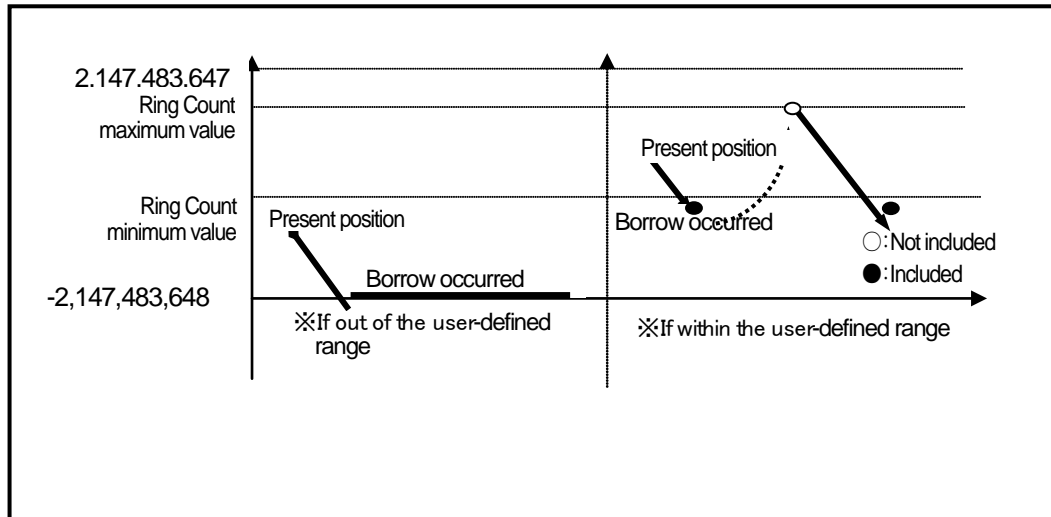 2.147.483.647
Ring Count
maximum value
Present position
Ring Count
minimum value
Present position
Borrow occurred
○:Not included
●:Included
Borrow occurred
-2,147,483,648
※If out of the user-defined
range
※If within the user-defined range